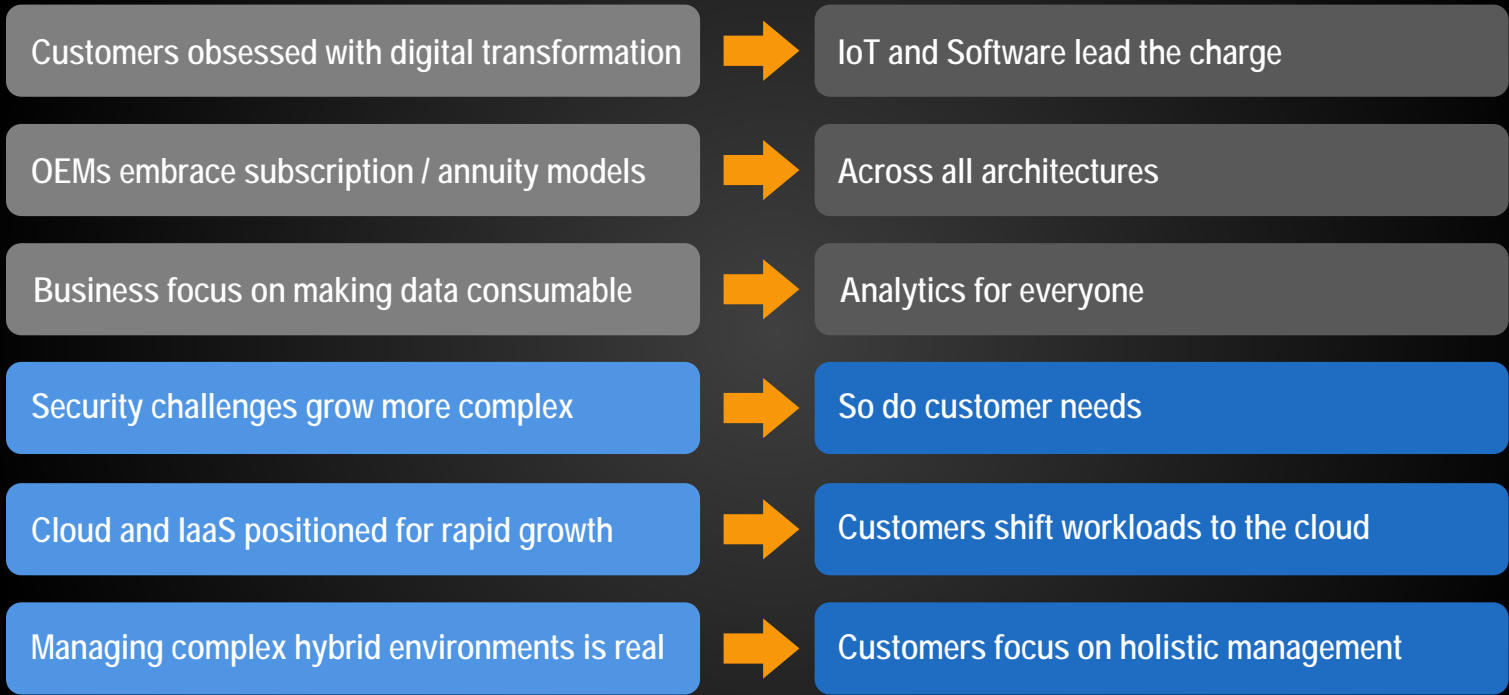 Customers obsessed with digital transformation
IoT and Software lead the charge
OEMs embrace subscription / annuity models
Across all architectures
Business focus on making data consumable
Analytics for everyone
Security challenges grow more complex
So do customer needs
Cloud and IaaS positioned for rapid growth
Customers shift workloads to the cloud
Managing complex hybrid environments is real
Customers focus on holistic management